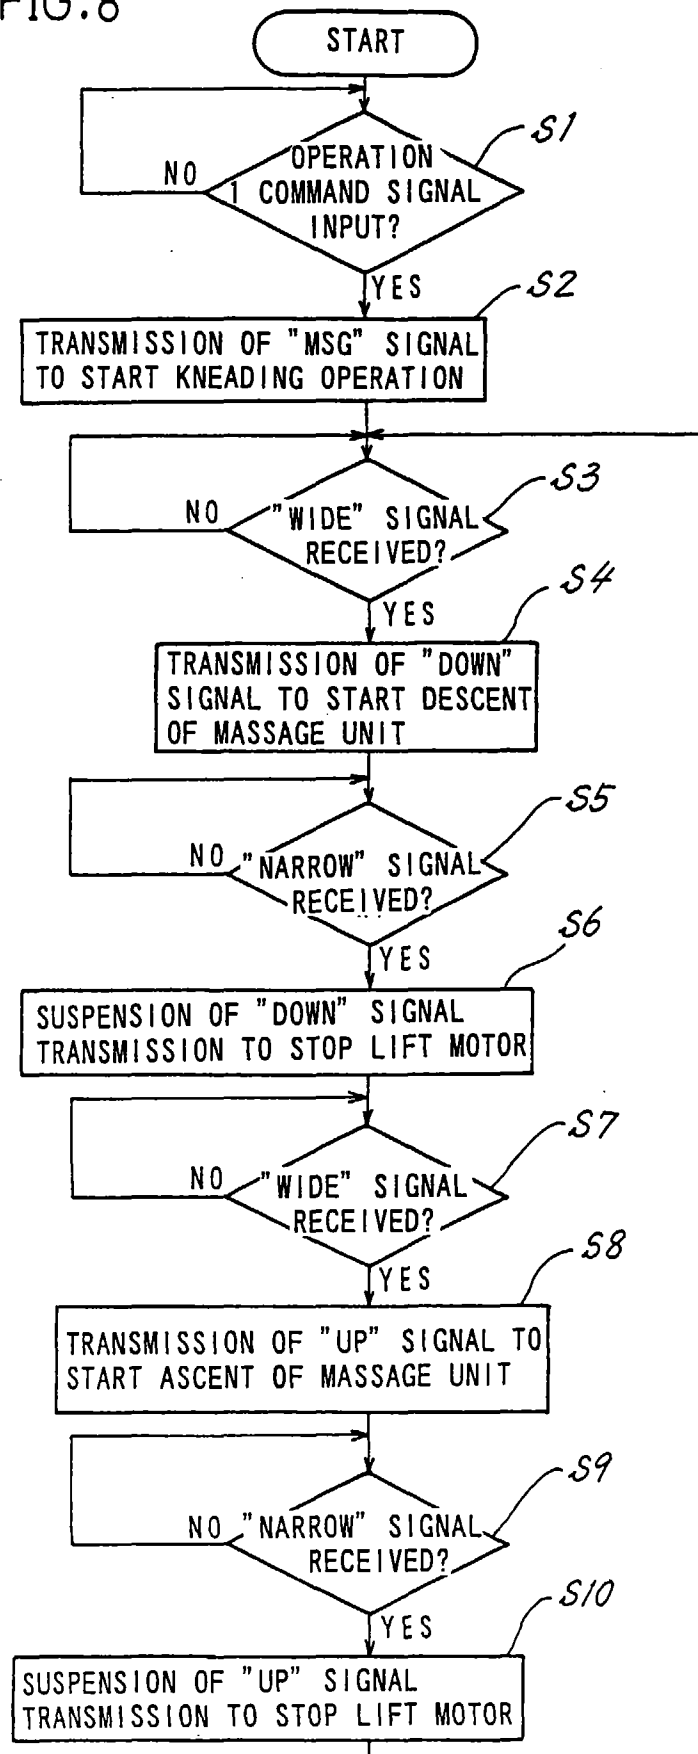 FIG.8
START
S1
OPERATION
1 COMMAND SIGNAL
INPUT?
NO
YES
S2
TRANSMISSION OF "MSG" SIGNAL
TO START KNEADING OPERATION
S3
NO
"WIDE" SIGNAL
RECEIVED?
YES
S4
TRANSMISSION OF "DOWN"
SIGNAL TO START DESCENT
OF MASSAGE UNIT
S5
NO
"NARROW" SIGNAL
RECEIVED?
YES
S6
SUSPENSION OF "DOWN" SIGNAL
TRANSMISSION TO STOP LIFT MOTOR
S7
NO
"WIDE" SIGNAL
RECEIVED?
YES
S8
TRANSMISSION OF "UP" SIGNAL TO
START ASCENT OF MASSAGE UNIT
S9
NO
"NARROW" SIGNAL
RECEIVED?
YES
S10
SUSPENSION OF "UP" SIGNAL
TRANSMISSION TO STOP LIFT MOTOR